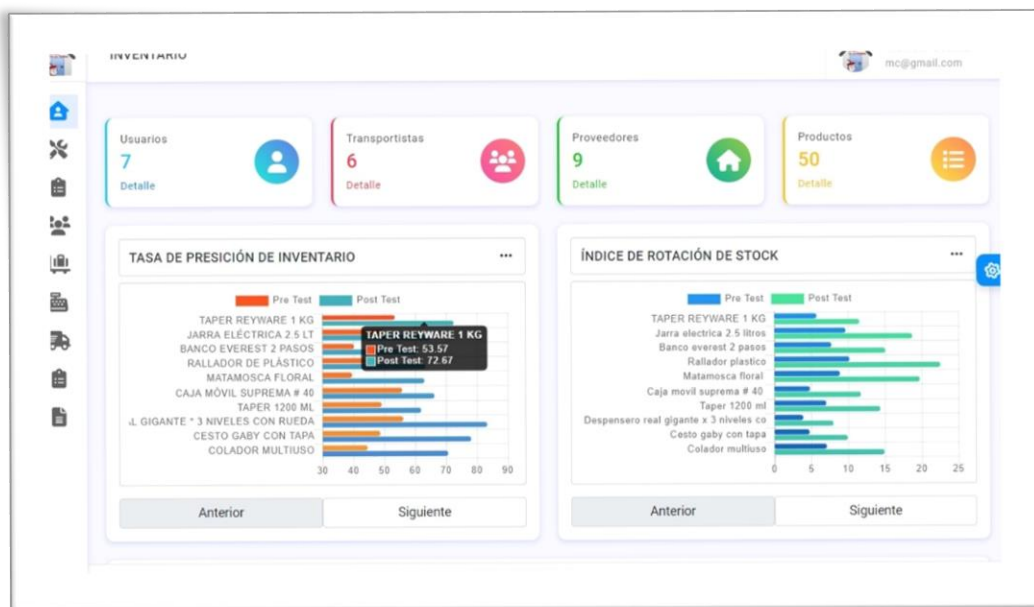 INVENTARIO
mc@gmail.com
Usuarios
7
Detalle
Transportistas
6
Detalle
Proveedores
9
Detalle
Productos
50
Detalle
TASA DE PRESICIÓN DE INVENTARIO
...
Pre Test Post Test
TAPER REYWARE 1 KG
JARRA ELÉCTRICA 2.5 LT
BANCO EVEREST 2 PASOS
RALLADOR DE PLÁSTICO
MATAMOSCA FLORAL
CAJA MÓVIL SUPREMA # 40
TAPER 1200 ML
GIGANTE * 3 NIVELES CON RUEDA
CESTO GABY CON TAPA
COLADOR MULTIUSO
TAPER REYWARE 1 KG
Pre Test: 53.57
Post Test: 72.67
30 40 50 60 70 80 90
Anterior Siguiente
ÍNDICE DE ROTACIÓN DE STOCK
...
Pre Test Post Test
TAPER REYWARE 1 KG
Jarra electrica 2.5 litros
Banco everest 2 pasos
Rallador plastico
Matamosca floral
Caja movil suprema # 40
Taper 1200 ml
Despensero real gigante x 3 niveles co
Cesto gaby con tapa
Colador multiuso
0 5 10 15 20 25
Anterior Siguiente